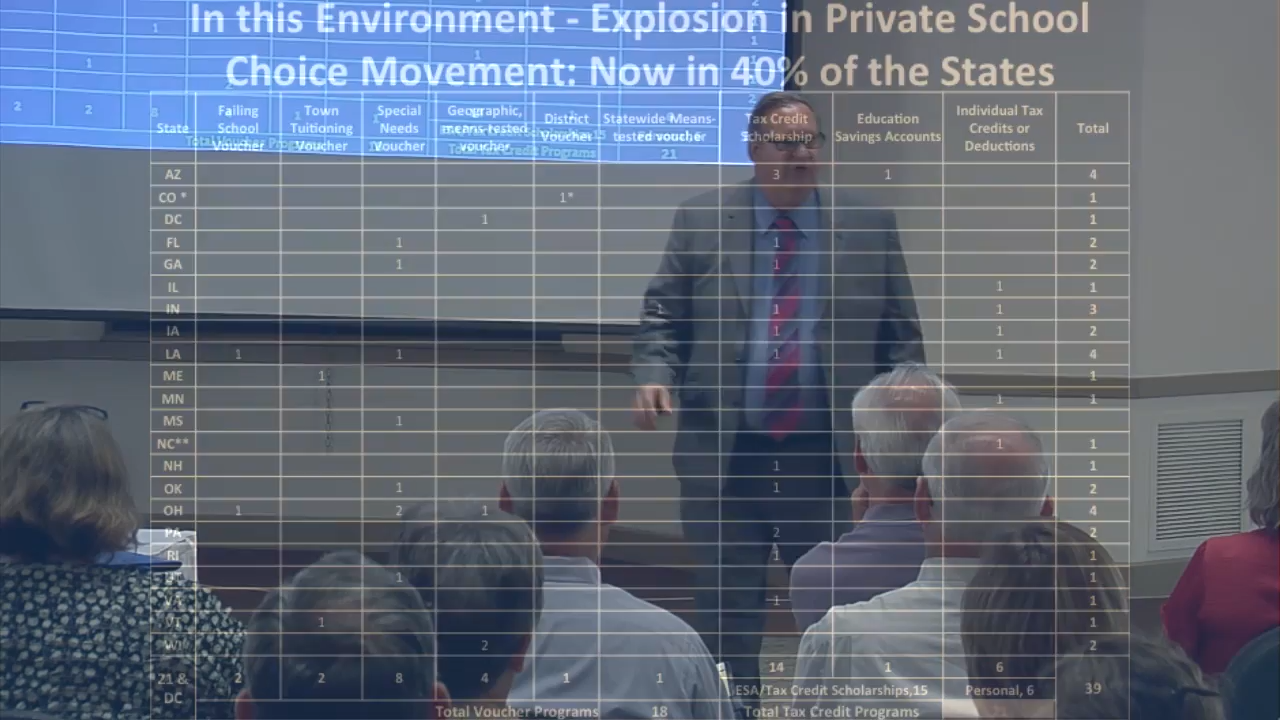 In this Environment - Explosion in Private School
Choice Movement: Now in 40% of the States
State Failing School Voucher Town Tuitioning Voucher Special Needs Voucher Geographic, means-tested voucher District Voucher Statewide Means-tested voucher Tax Credit Scholarship Education Savings Accounts Individual Tax Credits or Deductions Total
AZ 3 1 4
CO * 1* 1
DC 1 1
FL 1 1 2
GA 1 1 2
IL 1 1
IN 1 1 1 3
IA 1 1 2
LA 1 1 1 1 4
ME 1 1
MN 1 1
MS 1 1
NC** 1 1
NH 1 1
OK 1 1 2
OH 1 2 1 4
PA 2 2
RI 1 1
1 1
1 1
VT 1 1
WI 2 2
21 & DC 2 2 8 4 1 1 14 1 6 39
ESA/Tax Credit Scholarships,15 Personal, 6
Total Voucher Programs 18 Total Tax Credit Programs